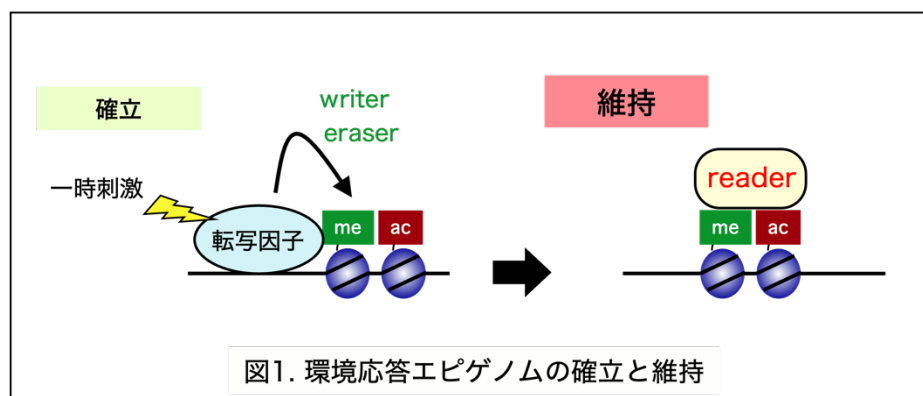 確立
writer
eraser
維持
一時刺激
転写因子
me
ac
reader
me
ac
図1. 環境応答エピゲノムの確立と維持